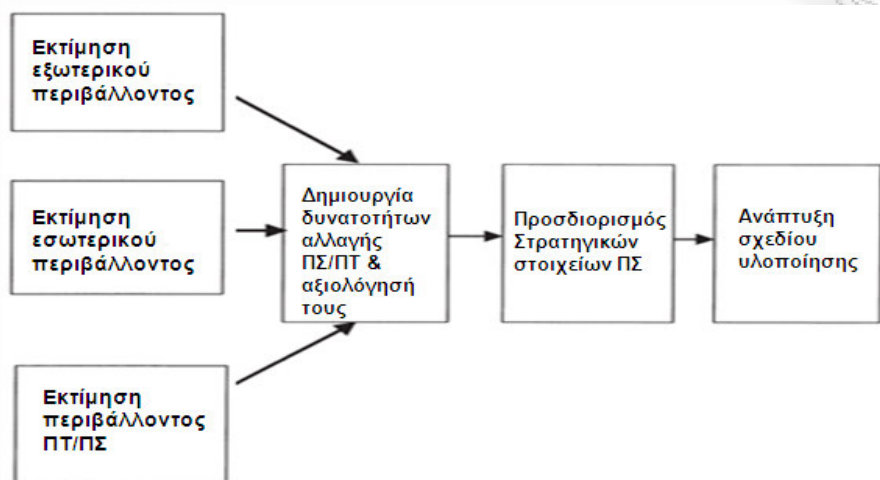 Εκτίμηση
εξωτερικού
περιβάλλοντος
Εκτίμηση
εσωτερικού
περιβάλλοντος
Εκτίμηση
περιβάλλοντος
ΠΤ/ΠΣ
Δημιουργία
δυνατοτήτων
αλλαγής
ΠΣ/ΠΤ &
αξιολόγησή
τους
Προσδιορισμός
Στρατηγικών
στοιχείων ΠΣ
Ανάπτυξη
σχεδίου
υλοποίησης